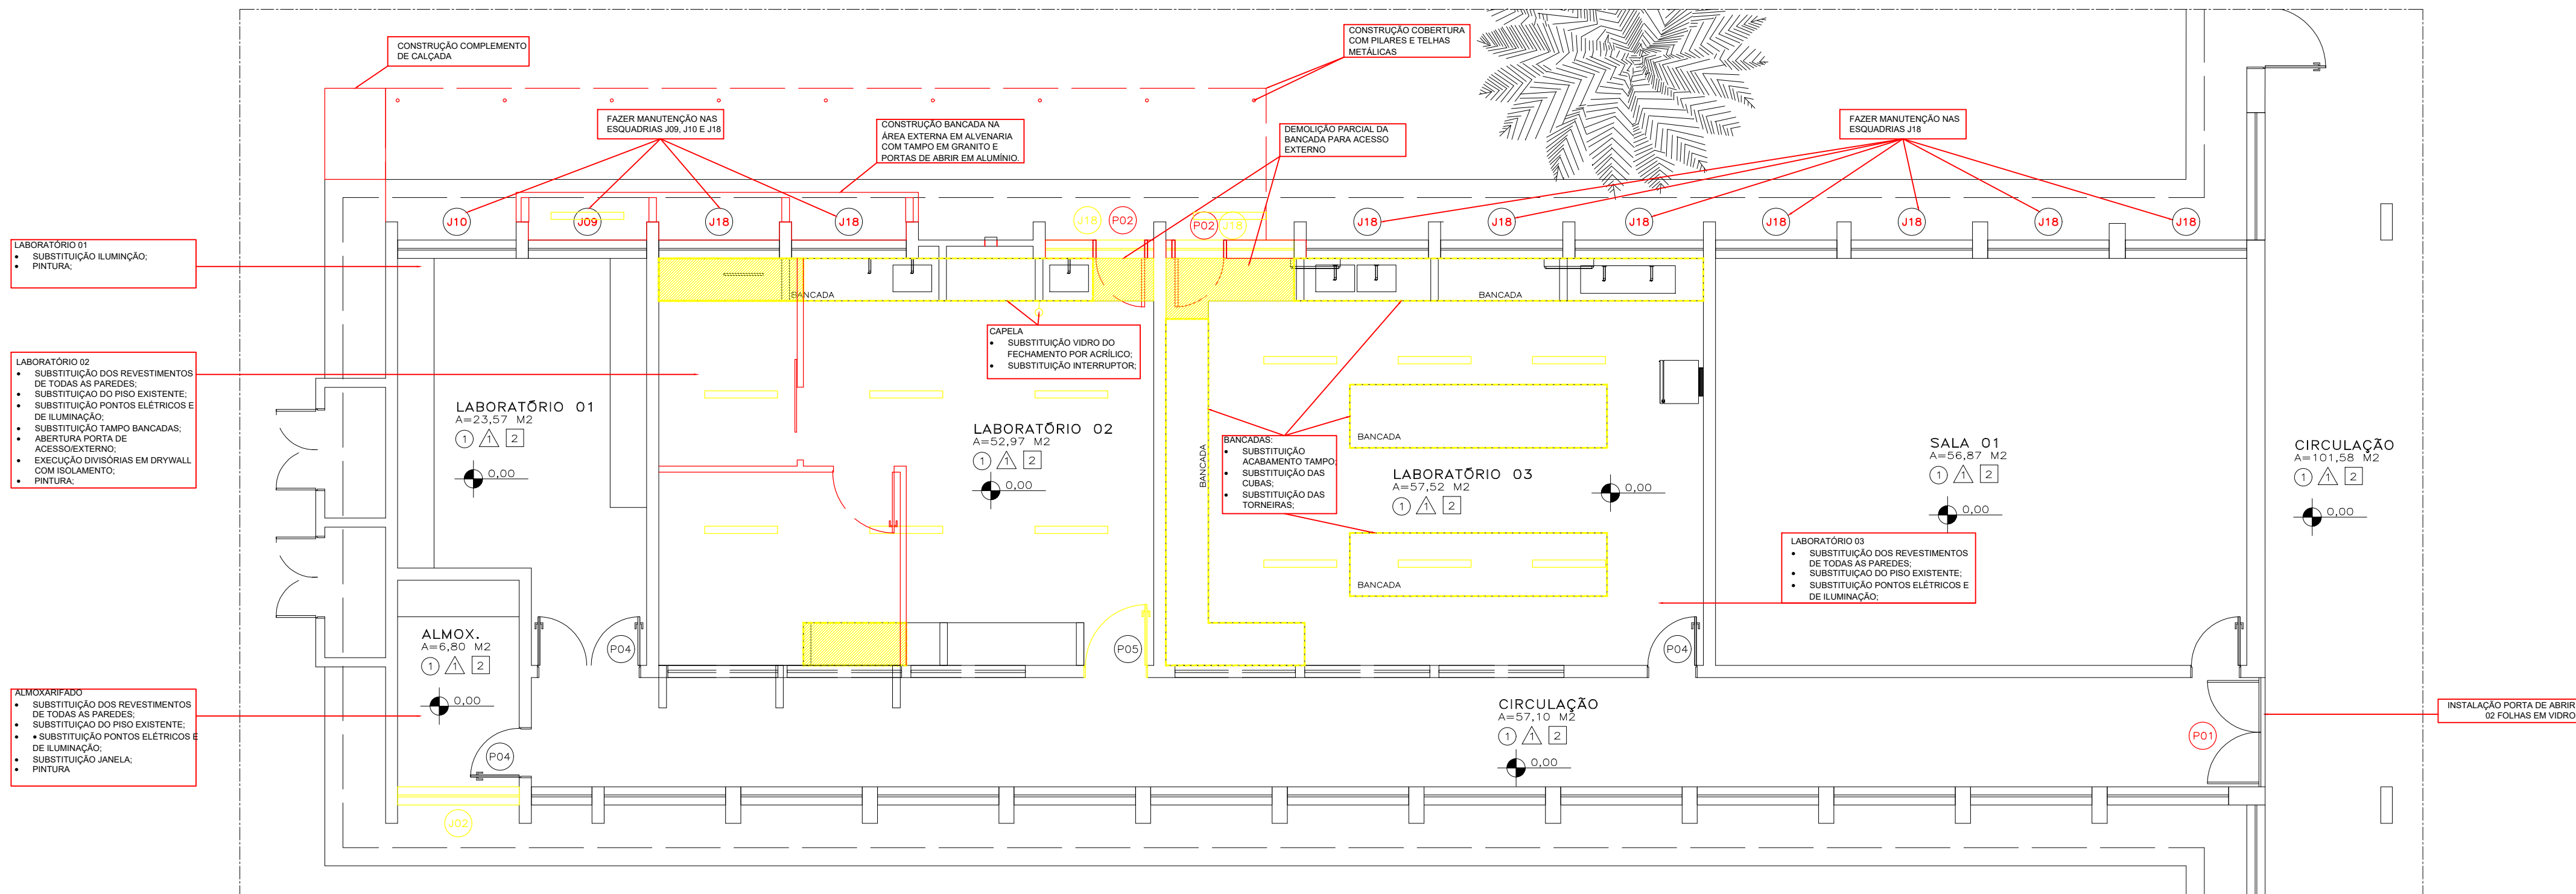 CONSTRUÇÃO COMPLEMENTO
DE CALÇADA
CONSTRUÇÃO COBERTURA
COM PILARES E TELHAS
METÁLICAS
FAZER MANUTENÇÃO NAS
ESQUADRIAS J09, J10 E J18
CONSTRUÇÃO BANCADA NA
ÁREA EXTERNA EM ALVENARIA
COM TAMPO EM GRANITO E
PORTAS DE ABRIR EM ALUMÍNIO.
DEMOLIÇÃO PARCIAL DA
BANCADA PARA ACESSO
EXTERNO
FAZER MANUTENÇÃO NAS
ESQUADRIAS J18
J10
J09
J18
J18
J18
P02
P02
J18
J18
J18
J18
J18
J18
J18
J18
LABORATÓRIO 01
• SUBSTITUIÇÃO ILUMINÇÃO;
• PINTURA;
BANCADA
BANCADA
CAPELA
• SUBSTITUIÇÃO VIDRO DO
FECHAMENTO POR ACRÍLICO;
• SUBSTITUIÇÃO INTERRUPTOR;
LABORATÓRIO 02
• SUBSTITUIÇÃO DOS REVESTIMENTOS
DE TODAS AS PAREDES;
• SUBSTITUIÇAO DO PISO EXISTENTE;
• SUBSTITUIÇÃO PONTOS ELÉTRICOS E
DE ILUMINAÇÃO;
• SUBSTITUIÇÃO TAMPO BANCADAS;
• ABERTURA PORTA DE
ACESSO/EXTERNO;
• EXECUÇÃO DIVISÓRIAS EM DRYWALL
COM ISOLAMENTO;
• PINTURA;
LABORATÓRIO 01
A=23,57 M2
1 1 2
0,00
LABORATÓRIO 02
A=52,97 M2
1 1 2
0,00
BANCADA
BANCADAS:
• SUBSTITUIÇÃO
ACABAMENTO TAMPO;
• SUBSTITUIÇÃO DAS
CUBAS;
• SUBSTITUIÇÃO DAS
TORNEIRAS;
BANCADA
LABORATÓRIO 03
A=57,52 M2
1 1 2
0,00
BANCADA
SALA 01
A=56,87 M2
1 1 2
0,00
CIRCULAÇÃO
A=101,58 M2
1 1 2
0,00
LABORATÓRIO 03
• SUBSTITUIÇÃO DOS REVESTIMENTOS
DE TODAS AS PAREDES;
• SUBSTITUIÇAO DO PISO EXISTENTE;
• SUBSTITUIÇÃO PONTOS ELÉTRICOS E
DE ILUMINAÇÃO;
ALMOX.
A=6,80 M2
1 1 2
0,00
P04
P05
P04
P04
ALMOXARIFADO
• SUBSTITUIÇÃO DOS REVESTIMENTOS
DE TODAS AS PAREDES;
• SUBSTITUIÇAO DO PISO EXISTENTE;
• • SUBSTITUIÇÃO PONTOS ELÉTRICOS E
DE ILUMINAÇÃO;
• SUBSTITUIÇÃO JANELA;
• PINTURA
CIRCULAÇÃO
A=57,10 M2
1 1 2
0,00
P01
INSTALAÇÃO PORTA DE ABRIR
02 FOLHAS EM VIDRO
J02